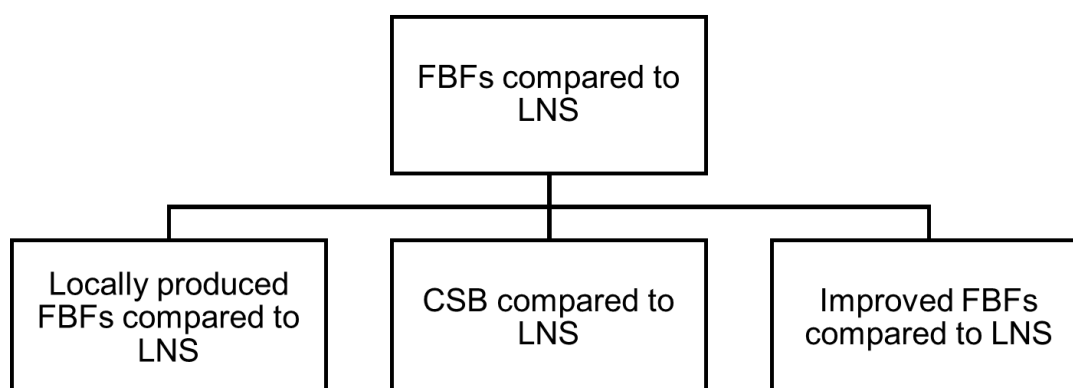 FBFs compared to
LNS
Locally produced
FBFs compared to
LNS
CSB compared to
LNS
Improved FBFs
compared to LNS